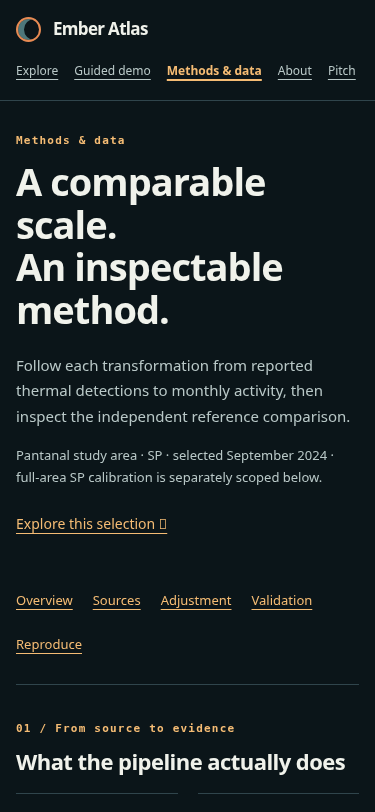 Ember Atlas
Explore Guided demo Methods & data About Pitch
Methods & data
A comparable
scale.
An inspectable
method.
Follow each transformation from reported
thermal detections to monthly activity, then
inspect the independent reference comparison.
Pantanal study area · SP · selected September 2024 ·
full-area SP calibration is separately scoped below.
Explore this selection
Overview Sources Adjustment Validation
Reproduce
01 / From source to evidence
What the pipeline actually does